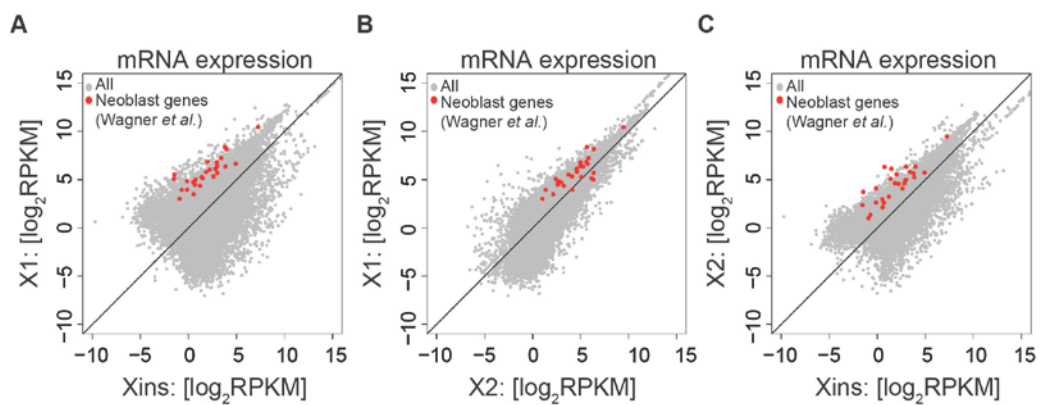 A
mRNA expression
All
Neoblast genes
(Wagner et al.)
X1: [log2RPKM]
15
10
5
0
−5
−10
−10 −5 0 5 10 15
Xins: [log2RPKM]
B
mRNA expression
All
Neoblast genes
(Wagner et al.)
X1: [log2RPKM]
15
10
5
0
−5
−10
−10 −5 0 5 10 15
X2: [log2RPKM]
C
mRNA expression
All
Neoblast genes
(Wagner et al.)
X2: [log2RPKM]
15
10
5
0
−5
−10
−10 −5 0 5 10 15
Xins: [log2RPKM]